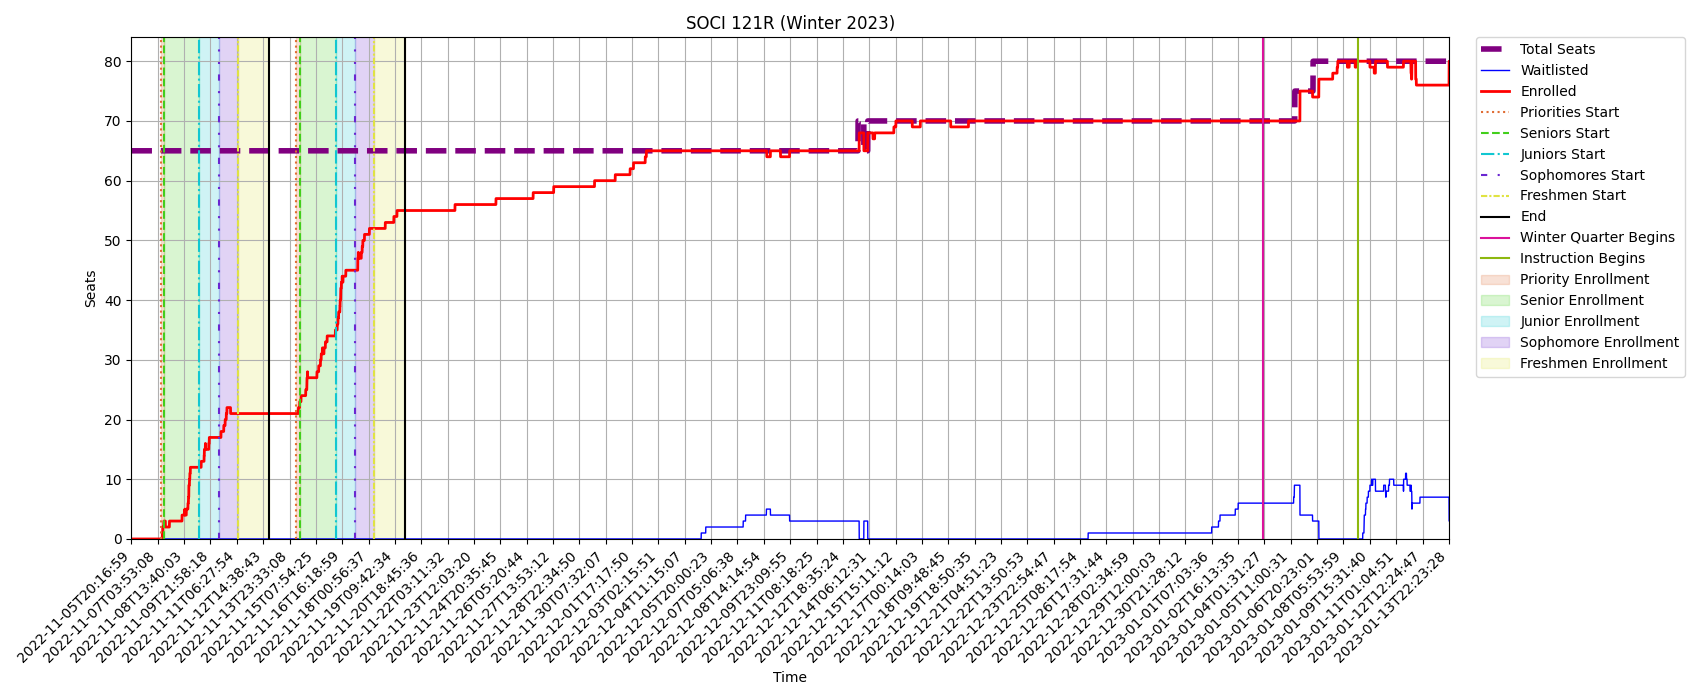 SOCI 121R (Winter 2023)
80
70
60
50
40
30
20
10
0
Seats
2022-11-05T20:16:59
2022-11-07T03:53:08
2022-11-08T13:40:03
2022-11-09T21:58:18
2022-11-11T06:27:54
2022-11-12T14:38:43
2022-11-13T23:33:08
2022-11-15T07:54:25
2022-11-16T16:18:59
2022-11-18T00:56:37
2022-11-19T09:42:34
2022-11-20T18:45:36
2022-11-22T03:11:32
2022-11-23T12:03:20
2022-11-24T20:35:45
2022-11-26T05:20:44
2022-11-27T13:53:12
2022-11-28T22:34:50
2022-11-30T07:32:07
2022-12-01T17:17:50
2022-12-03T02:15:51
2022-12-04T11:15:07
2022-12-05T20:00:23
2022-12-07T05:06:38
2022-12-08T14:14:54
2022-12-09T23:09:55
2022-12-11T08:18:25
2022-12-12T18:35:24
2022-12-14T06:12:31
2022-12-15T15:11:12
2022-12-17T00:14:03
2022-12-18T09:48:45
2022-12-19T18:50:35
2022-12-21T04:51:23
2022-12-22T13:50:53
2022-12-23T22:54:47
2022-12-25T08:17:54
2022-12-26T17:31:44
2022-12-28T02:34:59
2022-12-29T12:00:03
2022-12-30T21:28:12
2023-01-01T07:03:36
2023-01-02T16:13:35
2023-01-04T01:31:27
2023-01-05T11:00:31
2023-01-06T20:23:01
2023-01-08T05:53:59
2023-01-09T15:31:40
2023-01-11T01:04:51
2023-01-12T12:24:47
2023-01-13T22:23:28
Time
Total Seats
Waitlisted
Enrolled
Priorities Start
Seniors Start
Juniors Start
Sophomores Start
Freshmen Start
End
Winter Quarter Begins
Instruction Begins
Priority Enrollment
Senior Enrollment
Junior Enrollment
Sophomore Enrollment
Freshmen Enrollment